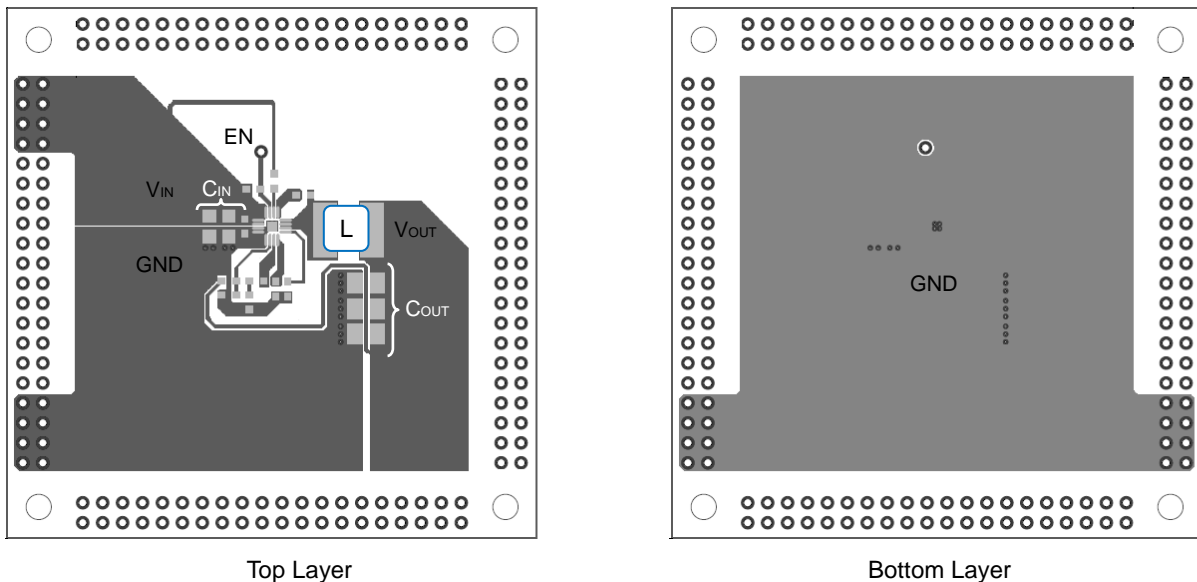 EN
VIN
CIN
L
VOUT
GND
COUT
GND
Top Layer
Bottom Layer